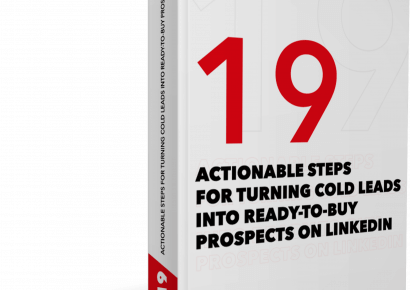 19
ACTIONABLE STEPS
FOR TURNING COLD LEADS
INTO READY-TO-BUY
PROSPECTS ON LINKEDIN
ACTIONABLE STEPS FOR TURNING COLD LEADS INTO READY-TO-BUY PROS
19